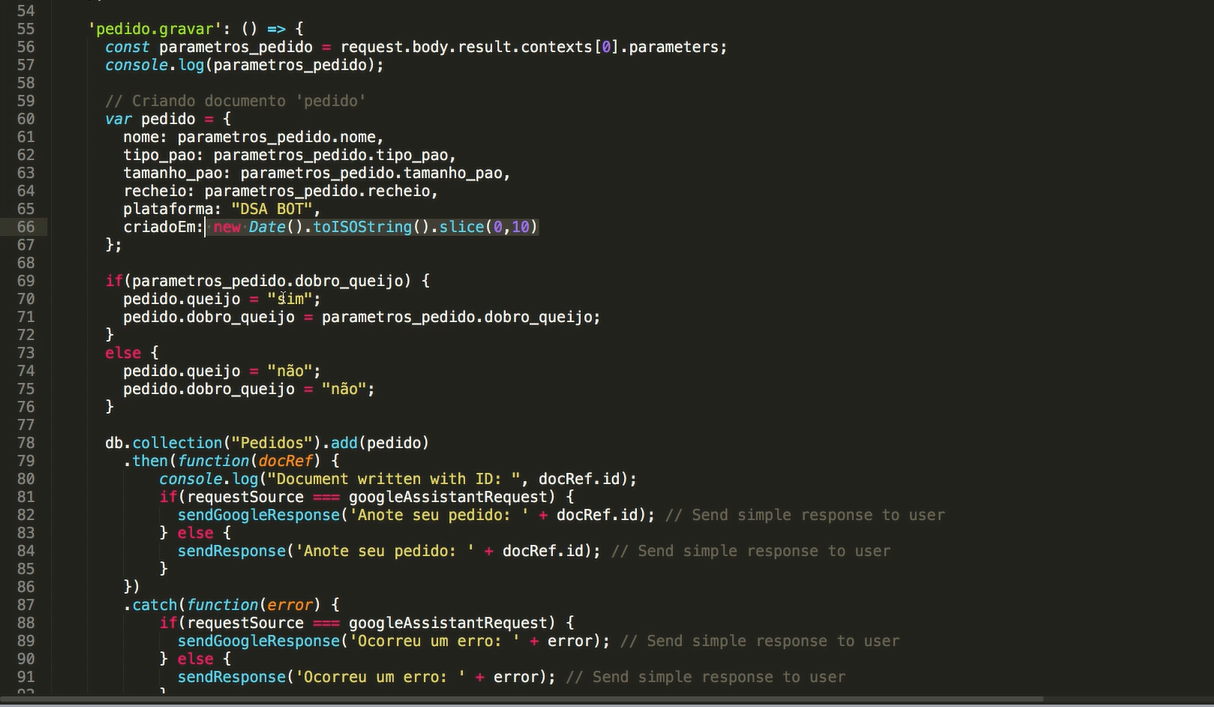 54
55 'pedido.gravar': () => {
56 const parametros_pedido = request.body.result.contexts[0].parameters;
57 console.log(parametros_pedido);
58
59 // Criando documento 'pedido'
60 var pedido = {
61 nome: parametros_pedido.nome,
62 tipo_pao: parametros_pedido.tipo_pao,
63 tamanho_pao: parametros_pedido.tamanho_pao,
64 recheio: parametros_pedido.recheio,
65 plataforma: "DSA BOT",
66 criadoEm: new Date().toISOString().slice(0,10)
67 };
68
69 if(parametros_pedido.dobro_queijo) {
70 pedido.queijo = "sim";
71 pedido.dobro_queijo = parametros_pedido.dobro_queijo;
72 }
73 else {
74 pedido.queijo = "não";
75 pedido.dobro_queijo = "não";
76 }
77
78 db.collection("Pedidos").add(pedido)
79 .then(function(docRef) {
80 console.log("Document written with ID: ", docRef.id);
81 if(requestSource === googleAssistantRequest) {
82 sendGoogleResponse('Anote seu pedido: ' + docRef.id); // Send simple response to user
83 } else {
84 sendResponse('Anote seu pedido: ' + docRef.id); // Send simple response to user
85 }
86 })
87 .catch(function(error) {
88 if(requestSource === googleAssistantRequest) {
89 sendGoogleResponse('Ocorreu um erro: ' + error); // Send simple response to user
90 } else {
91 sendResponse('Ocorreu um erro: ' + error); // Send simple response to user